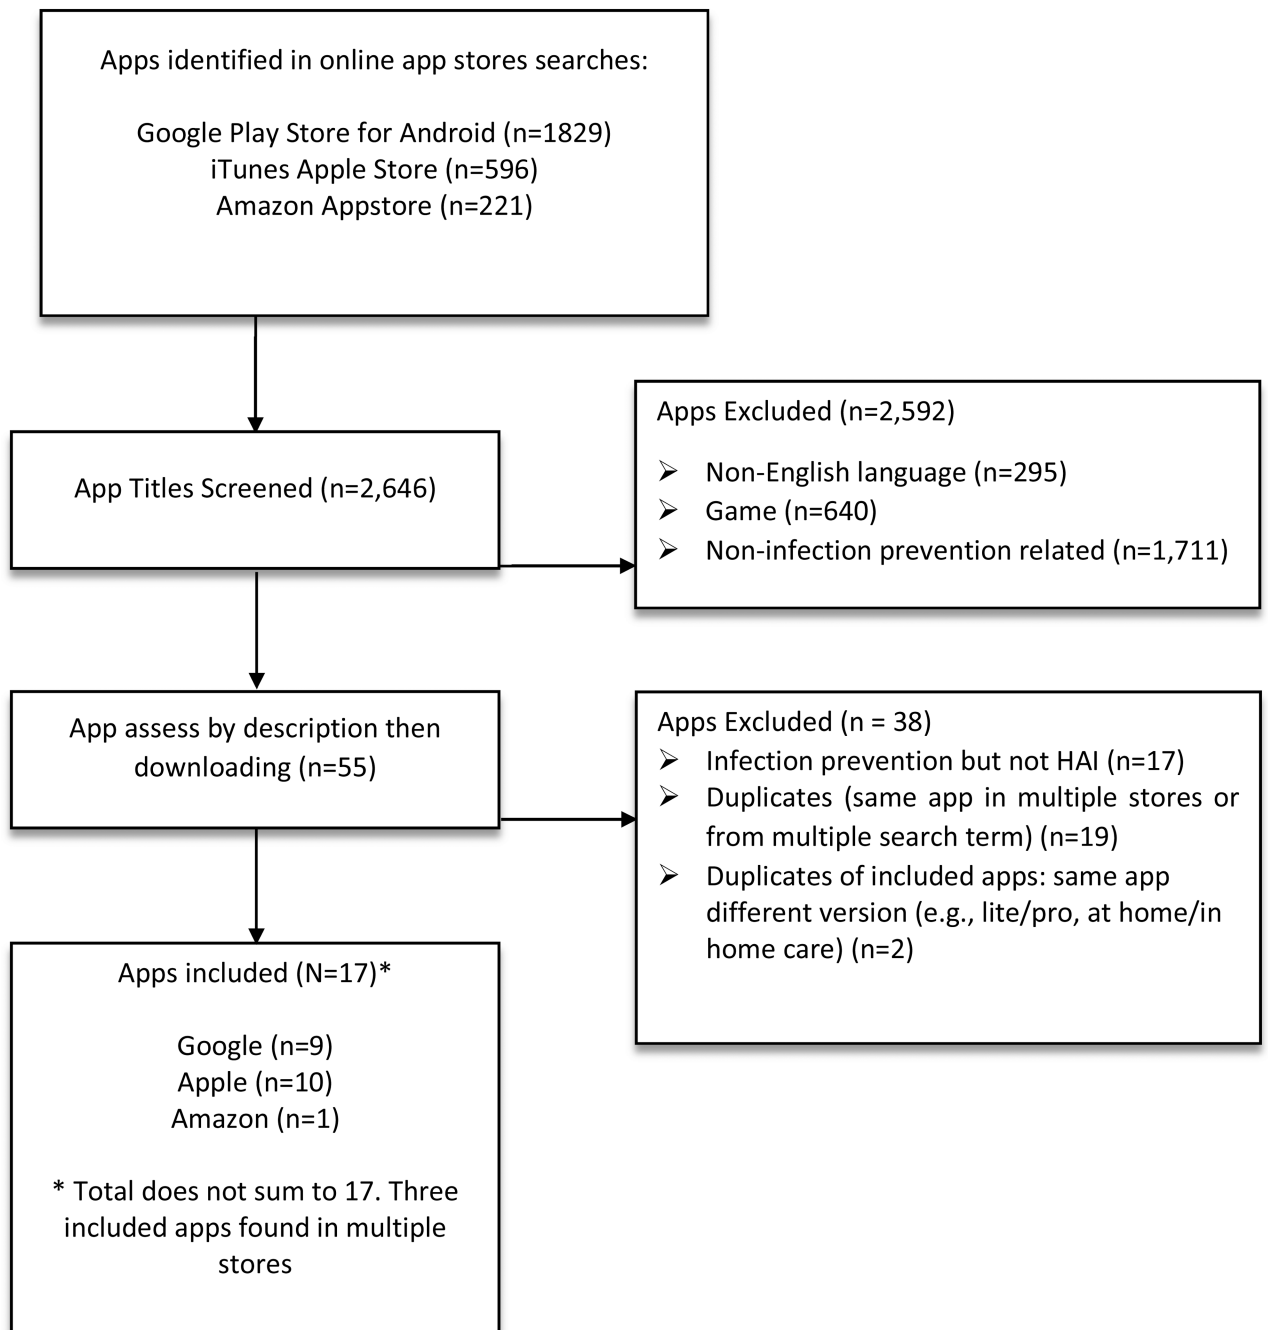 Apps identified in online app stores searches:
Google Play Store for Android (n=1829)
iTunes Apple Store (n=596)
Amazon Appstore (n=221)
App Titles Screened (n=2,646)
Apps Excluded (n=2,592)
➢ Non-English language (n=295)
➢ Game (n=640)
➢ Non-infection prevention related (n=1,711)
App assess by description then
downloading (n=55)
Apps Excluded (n = 38)
➢ Infection prevention but not HAI (n=17)
➢ Duplicates (same app in multiple stores or
from multiple search term) (n=19)
➢ Duplicates of included apps: same app
different version (e.g., lite/pro, at home/in
home care) (n=2)
Apps included (N=17)*
Google (n=9)
Apple (n=10)
Amazon (n=1)
* Total does not sum to 17. Three
included apps found in multiple
stores